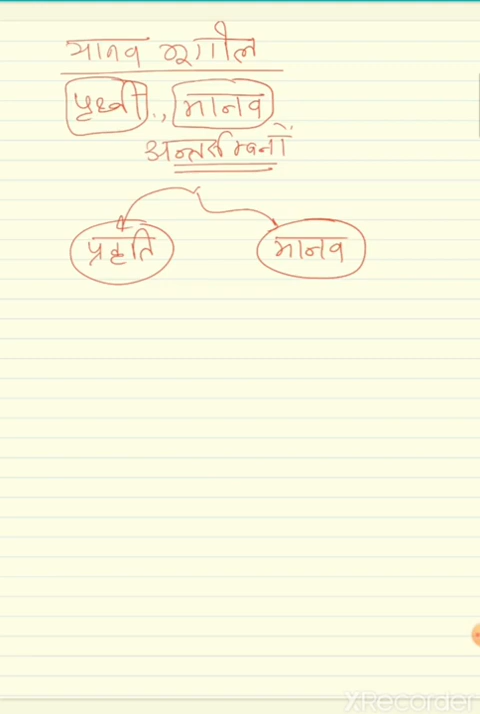 मानव भूगोल
पृथ्वी., मानव
अन्तर्सम्बन्धों
प्रकृति मानव
XRecorder